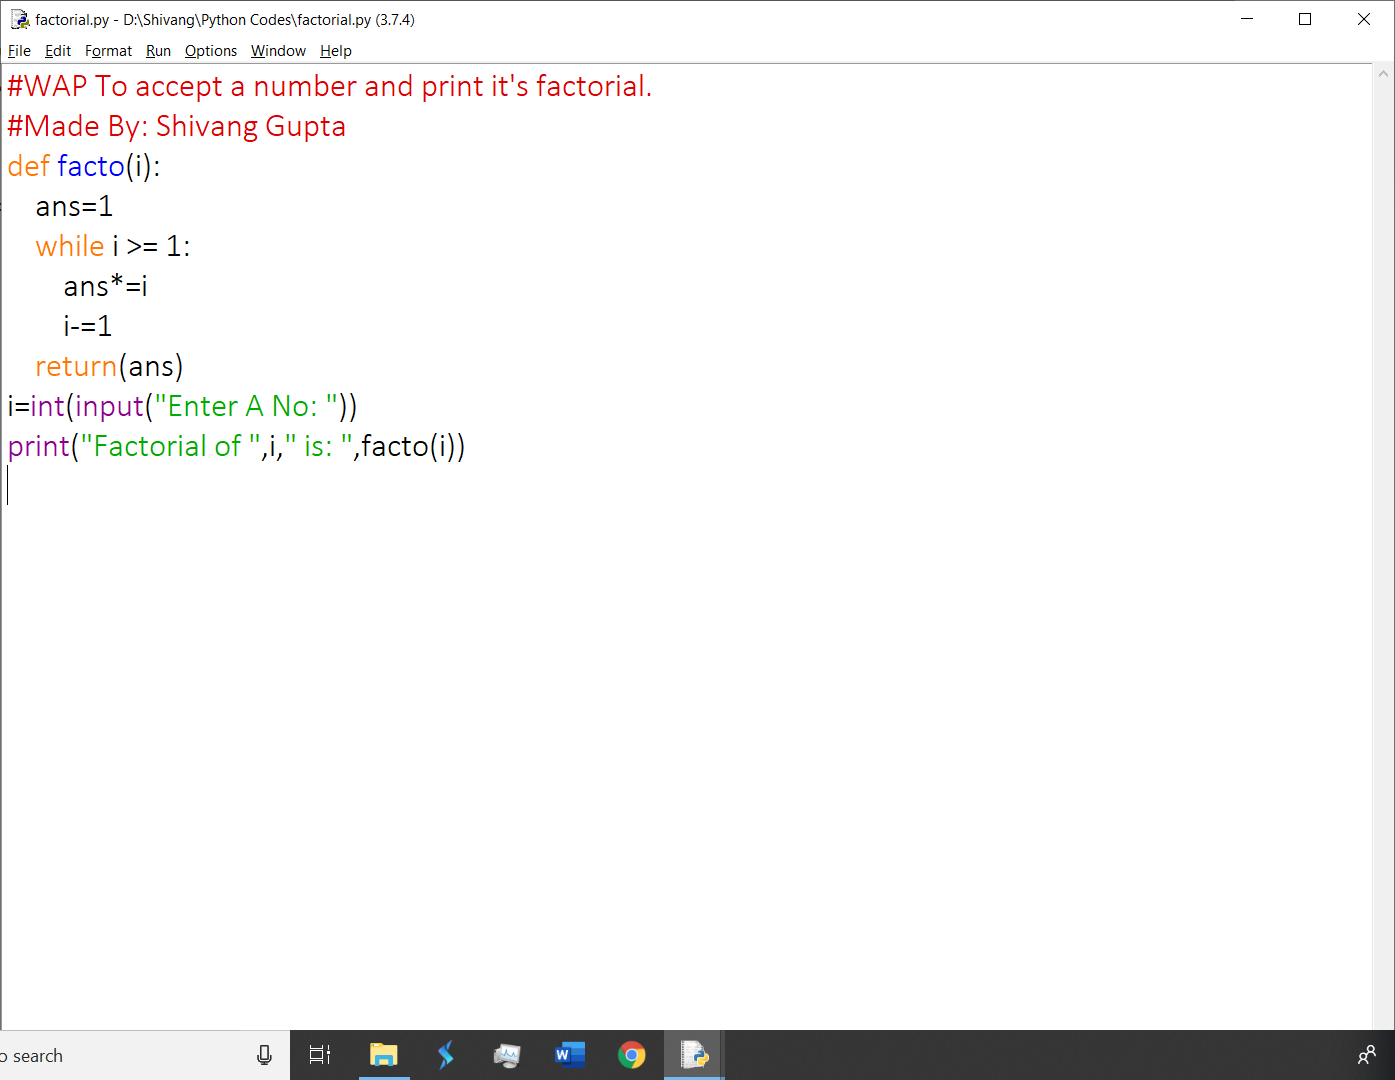 factorial.py - D:\Shivang\Python Codes\factorial.py (3.7.4)
File Edit Format Run Options Window Help
#WAP To accept a number and print it's factorial.
#Made By: Shivang Gupta
def facto(i):
    ans=1
    while i >= 1:
        ans*=i
        i-=1
    return(ans)
i=int(input("Enter A No: "))
print("Factorial of ",i," is: ",facto(i))
o search
W